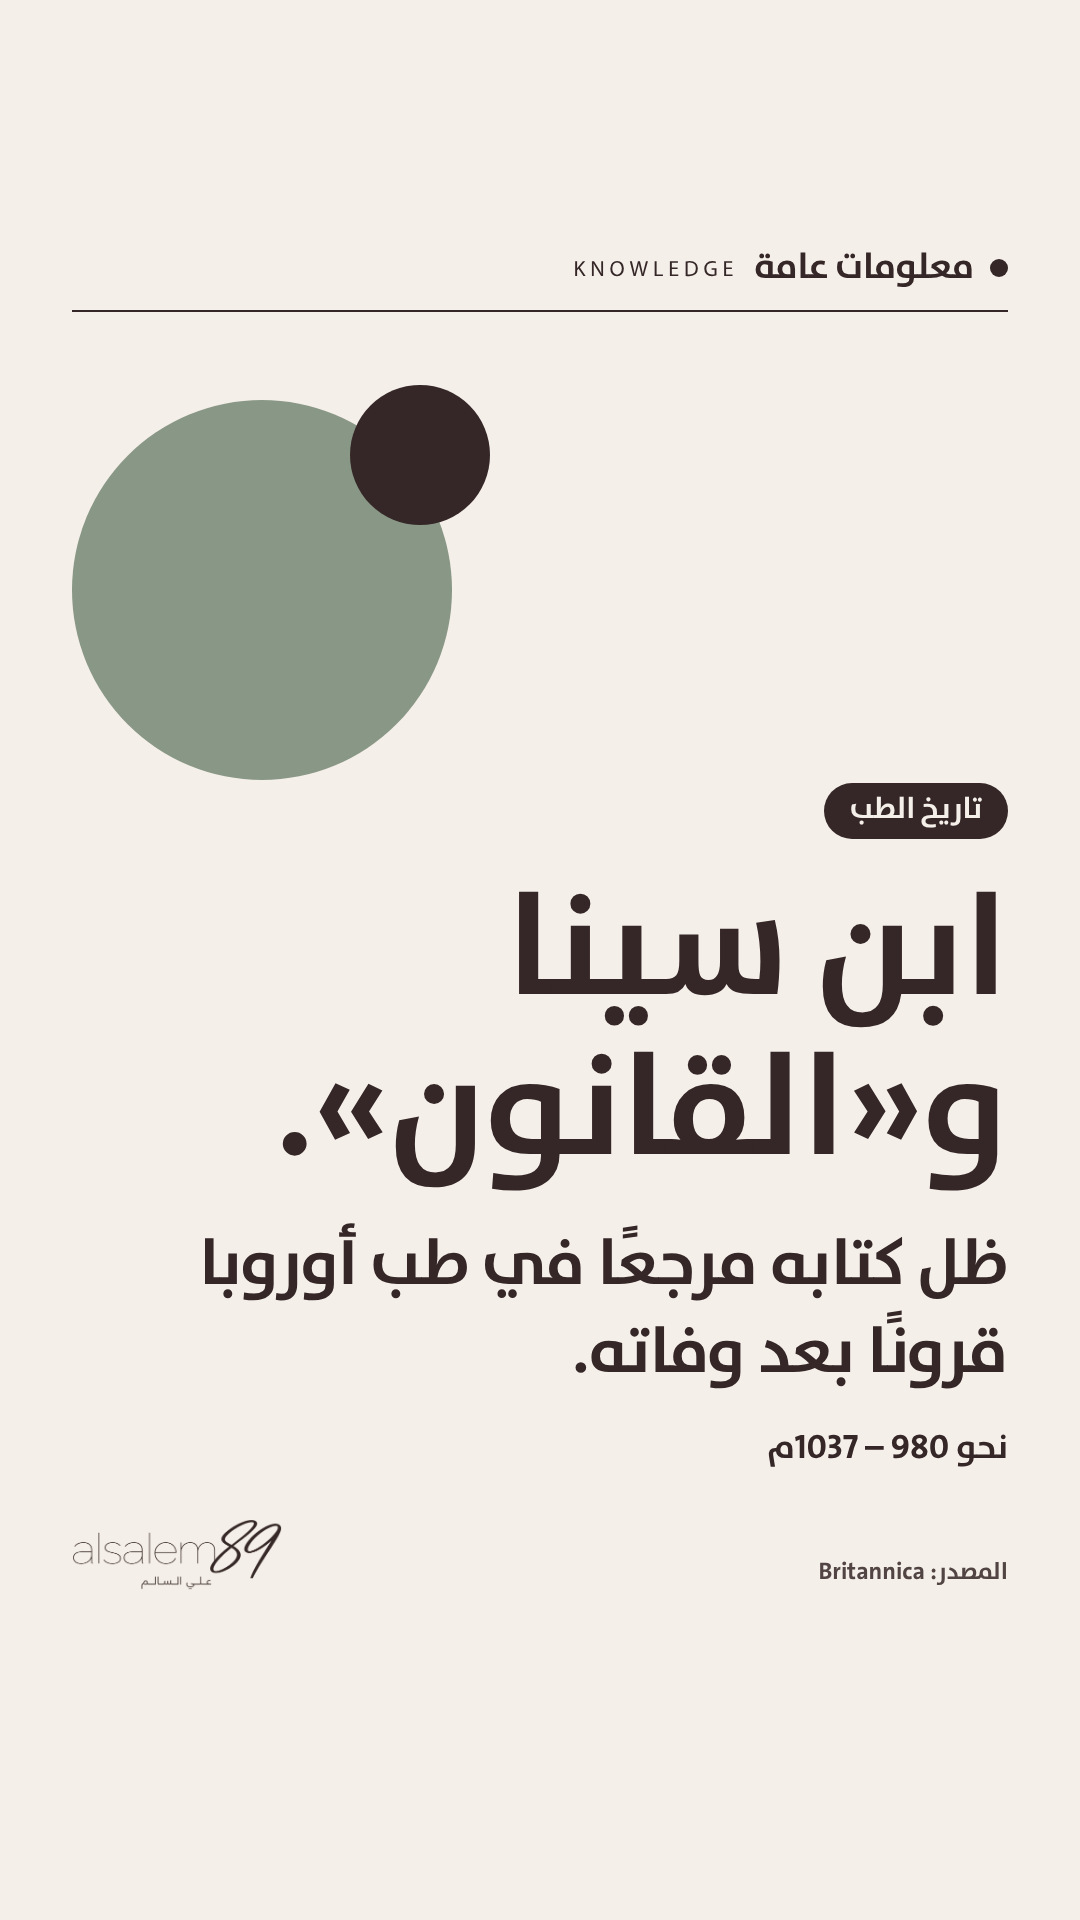 معلومات عامة KNOWLEDGE
تاريخ الطب
ابن سينا
و«القانون».
ظل كتابه مرجعًا في طب أوروبا
قرونًا بعد وفاته.
نحو 980 – 1037م
المصدر: Britannica
alsalem89
علي السالم